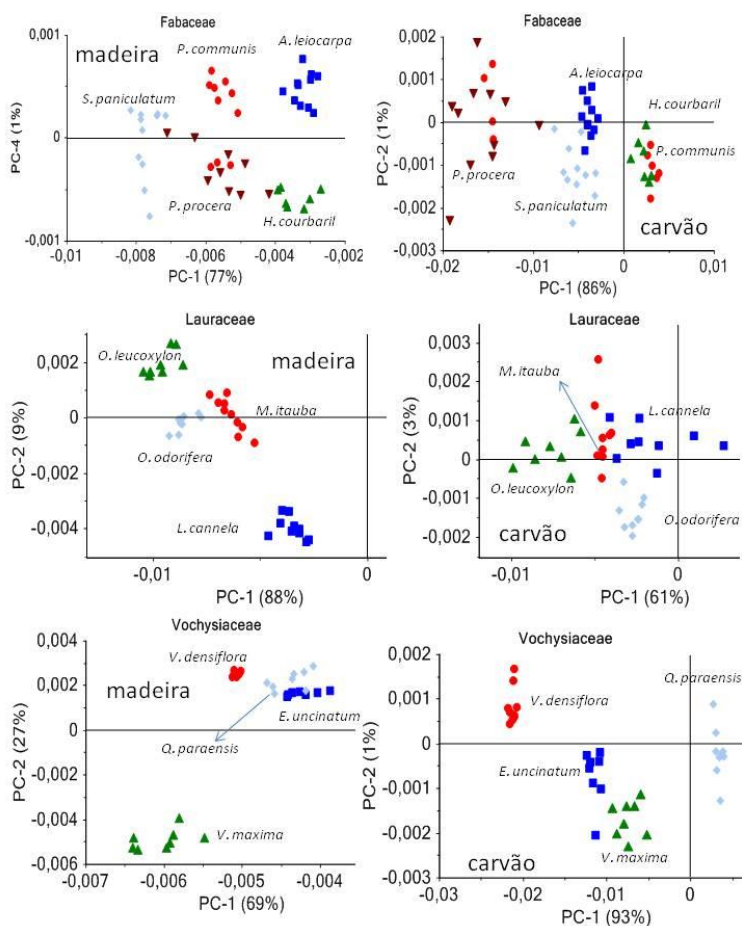 Fabaceae
madeira
P. communis
A. leiocarpa
S. paniculatum
P. procera
H. courbaril
0,001
0
-0,001
PC-4 (1%)
-0,01
-0,008
-0,006
-0,004
-0,002
PC-1 (77%)
Fabaceae
A. leiocarpa
H. courbaril
P. communis
P. procera
S. paniculatum
carvão
0,002
0,001
0,000
-0,001
-0,002
-0,003
PC-2 (1%)
-0,02
-0,01
0
0,01
PC-1 (86%)
Lauraceae
O. leucoxylon
madeira
M. itauba
O. odorifera
L. cannela
0,002
0
-0,002
-0,004
PC-2 (9%)
-0,01
0
PC-1 (88%)
Lauraceae
M. itauba
L. cannela
O. leucoxylon
O. odorifera
carvão
0,003
0,002
0,001
0,000
-0,001
-0,002
PC-2 (3%)
-0,01
0
PC-1 (61%)
Vochysiaceae
V. densiflora
madeira
E. uncinatum
Q. paraensis
V. maxima
0,004
0,002
0,000
-0,002
-0,004
-0,006
PC-2 (27%)
-0,007
-0,006
-0,005
-0,004
PC-1 (69%)
Vochysiaceae
Q. paraensis
V. densiflora
E. uncinatum
V. maxima
carvão
0,002
0,001
0
-0,001
-0,002
-0,003
PC-2 (1%)
-0,03
-0,02
-0,01
0
PC-1 (93%)